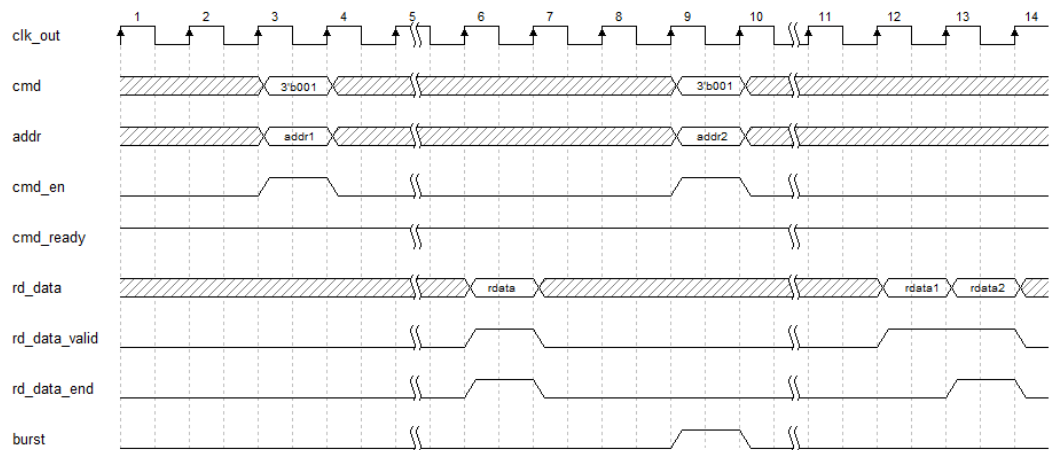 1 2 3 4 5 6 7 8 9 10 11 12 13 14
clk_out
cmd 3'b001 3'b001
addr addr1 addr2
cmd_en
cmd_ready
rd_data rdata rdata1 rdata2
rd_data_valid
rd_data_end
burst